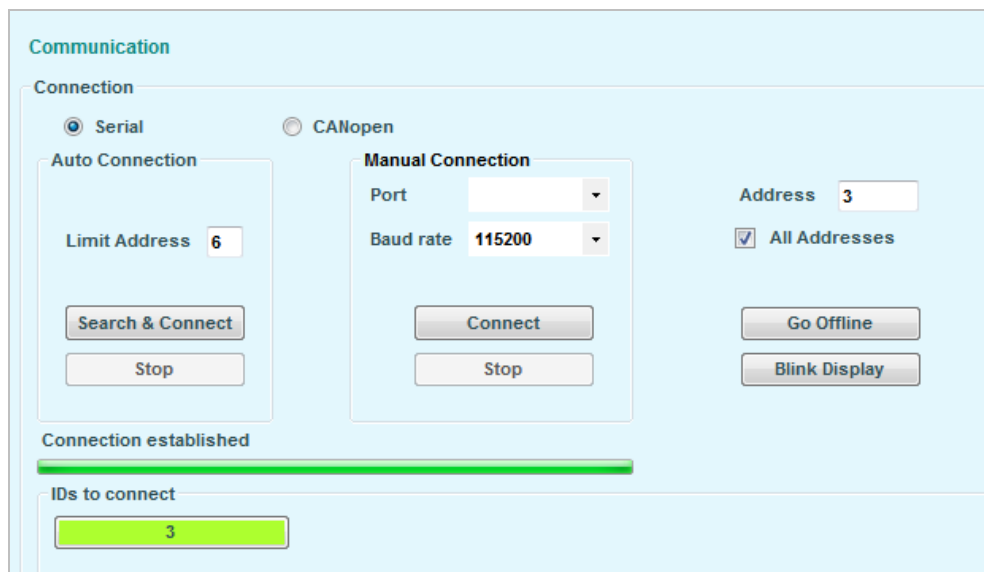 Communication
Connection
Serial
CANopen
Auto Connection
Limit Address 6
Search & Connect
Stop
Manual Connection
Port
Baud rate 115200
Connect
Stop
Address 3
All Addresses
Go Offline
Blink Display
Connection established
IDs to connect
3